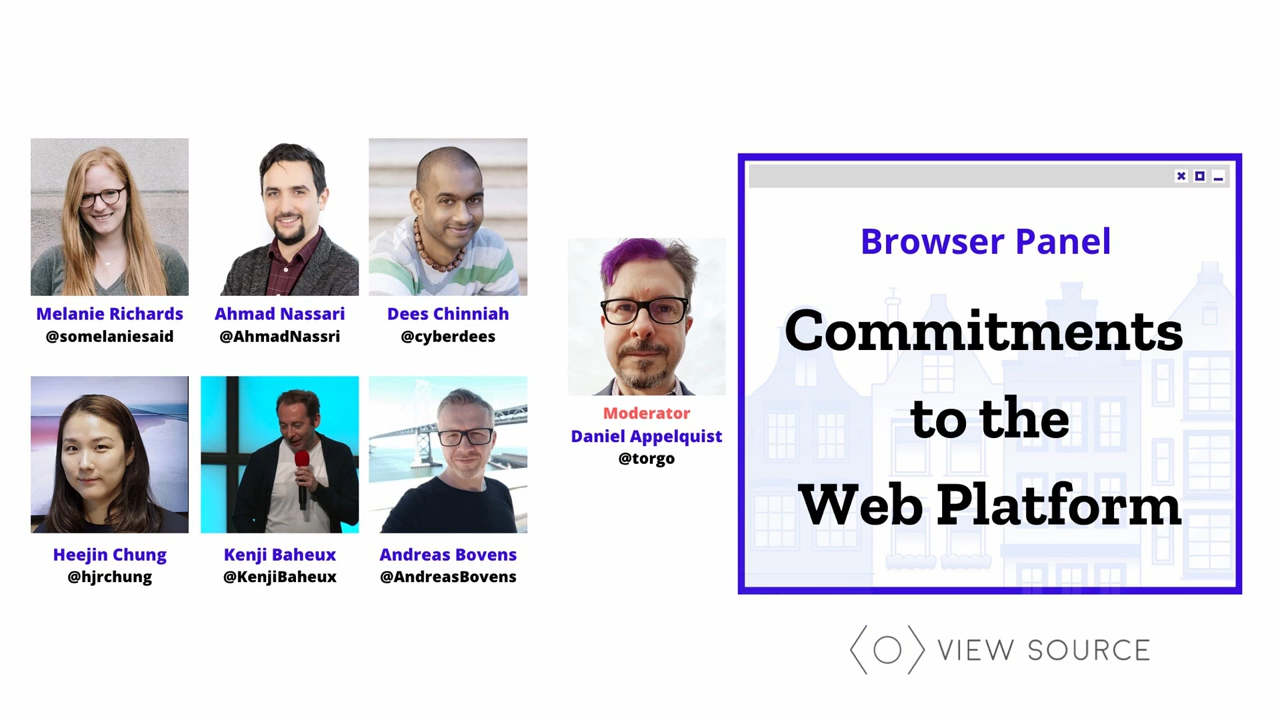 Melanie Richards
@somelaniesaid
Ahmad Nassari
@AhmadNassri
Dees Chinniah
@cyberdees
Heejin Chung
@hjrchung
Kenji Baheux
@KenjiBaheux
Andreas Bovens
@AndreasBovens
Moderator
Daniel Appelquist
@torgo
Browser Panel
Commitments
to the
Web Platform
VIEW SOURCE